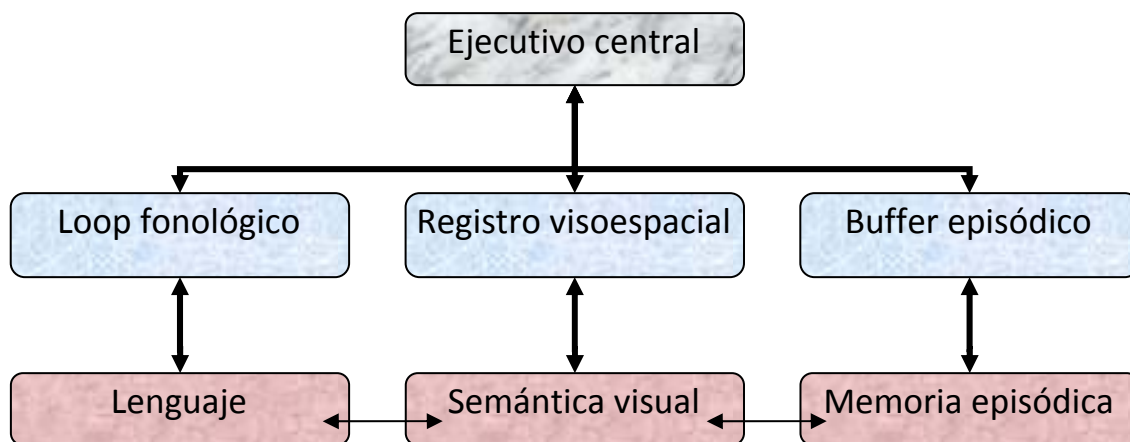 Ejecutivo central
Loop fonológico
Registro visoespacial
Buffer episódico
Lenguaje
Semántica visual
Memoria episódica